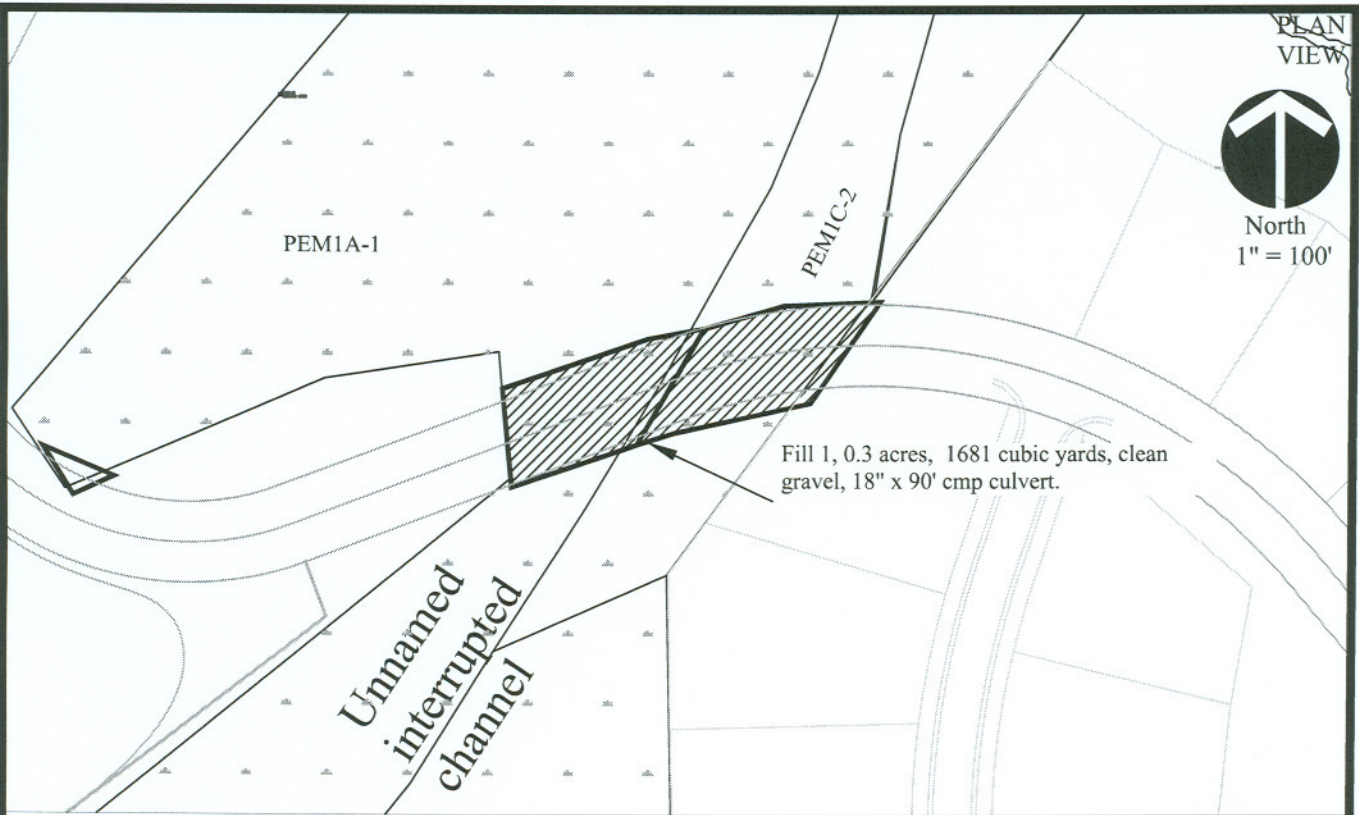 PLAN
VIEW
North
1" = 100'
PEM1A-1
PEM1C-2
Fill 1, 0.3 acres, 1681 cubic yards, clean
gravel, 18" x 90' cmp culvert.
Unnamed
interrupted
channel